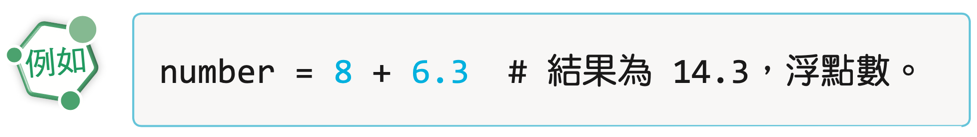 例如
number = 8 + 6.3  # 結果為 14.3，浮點數。